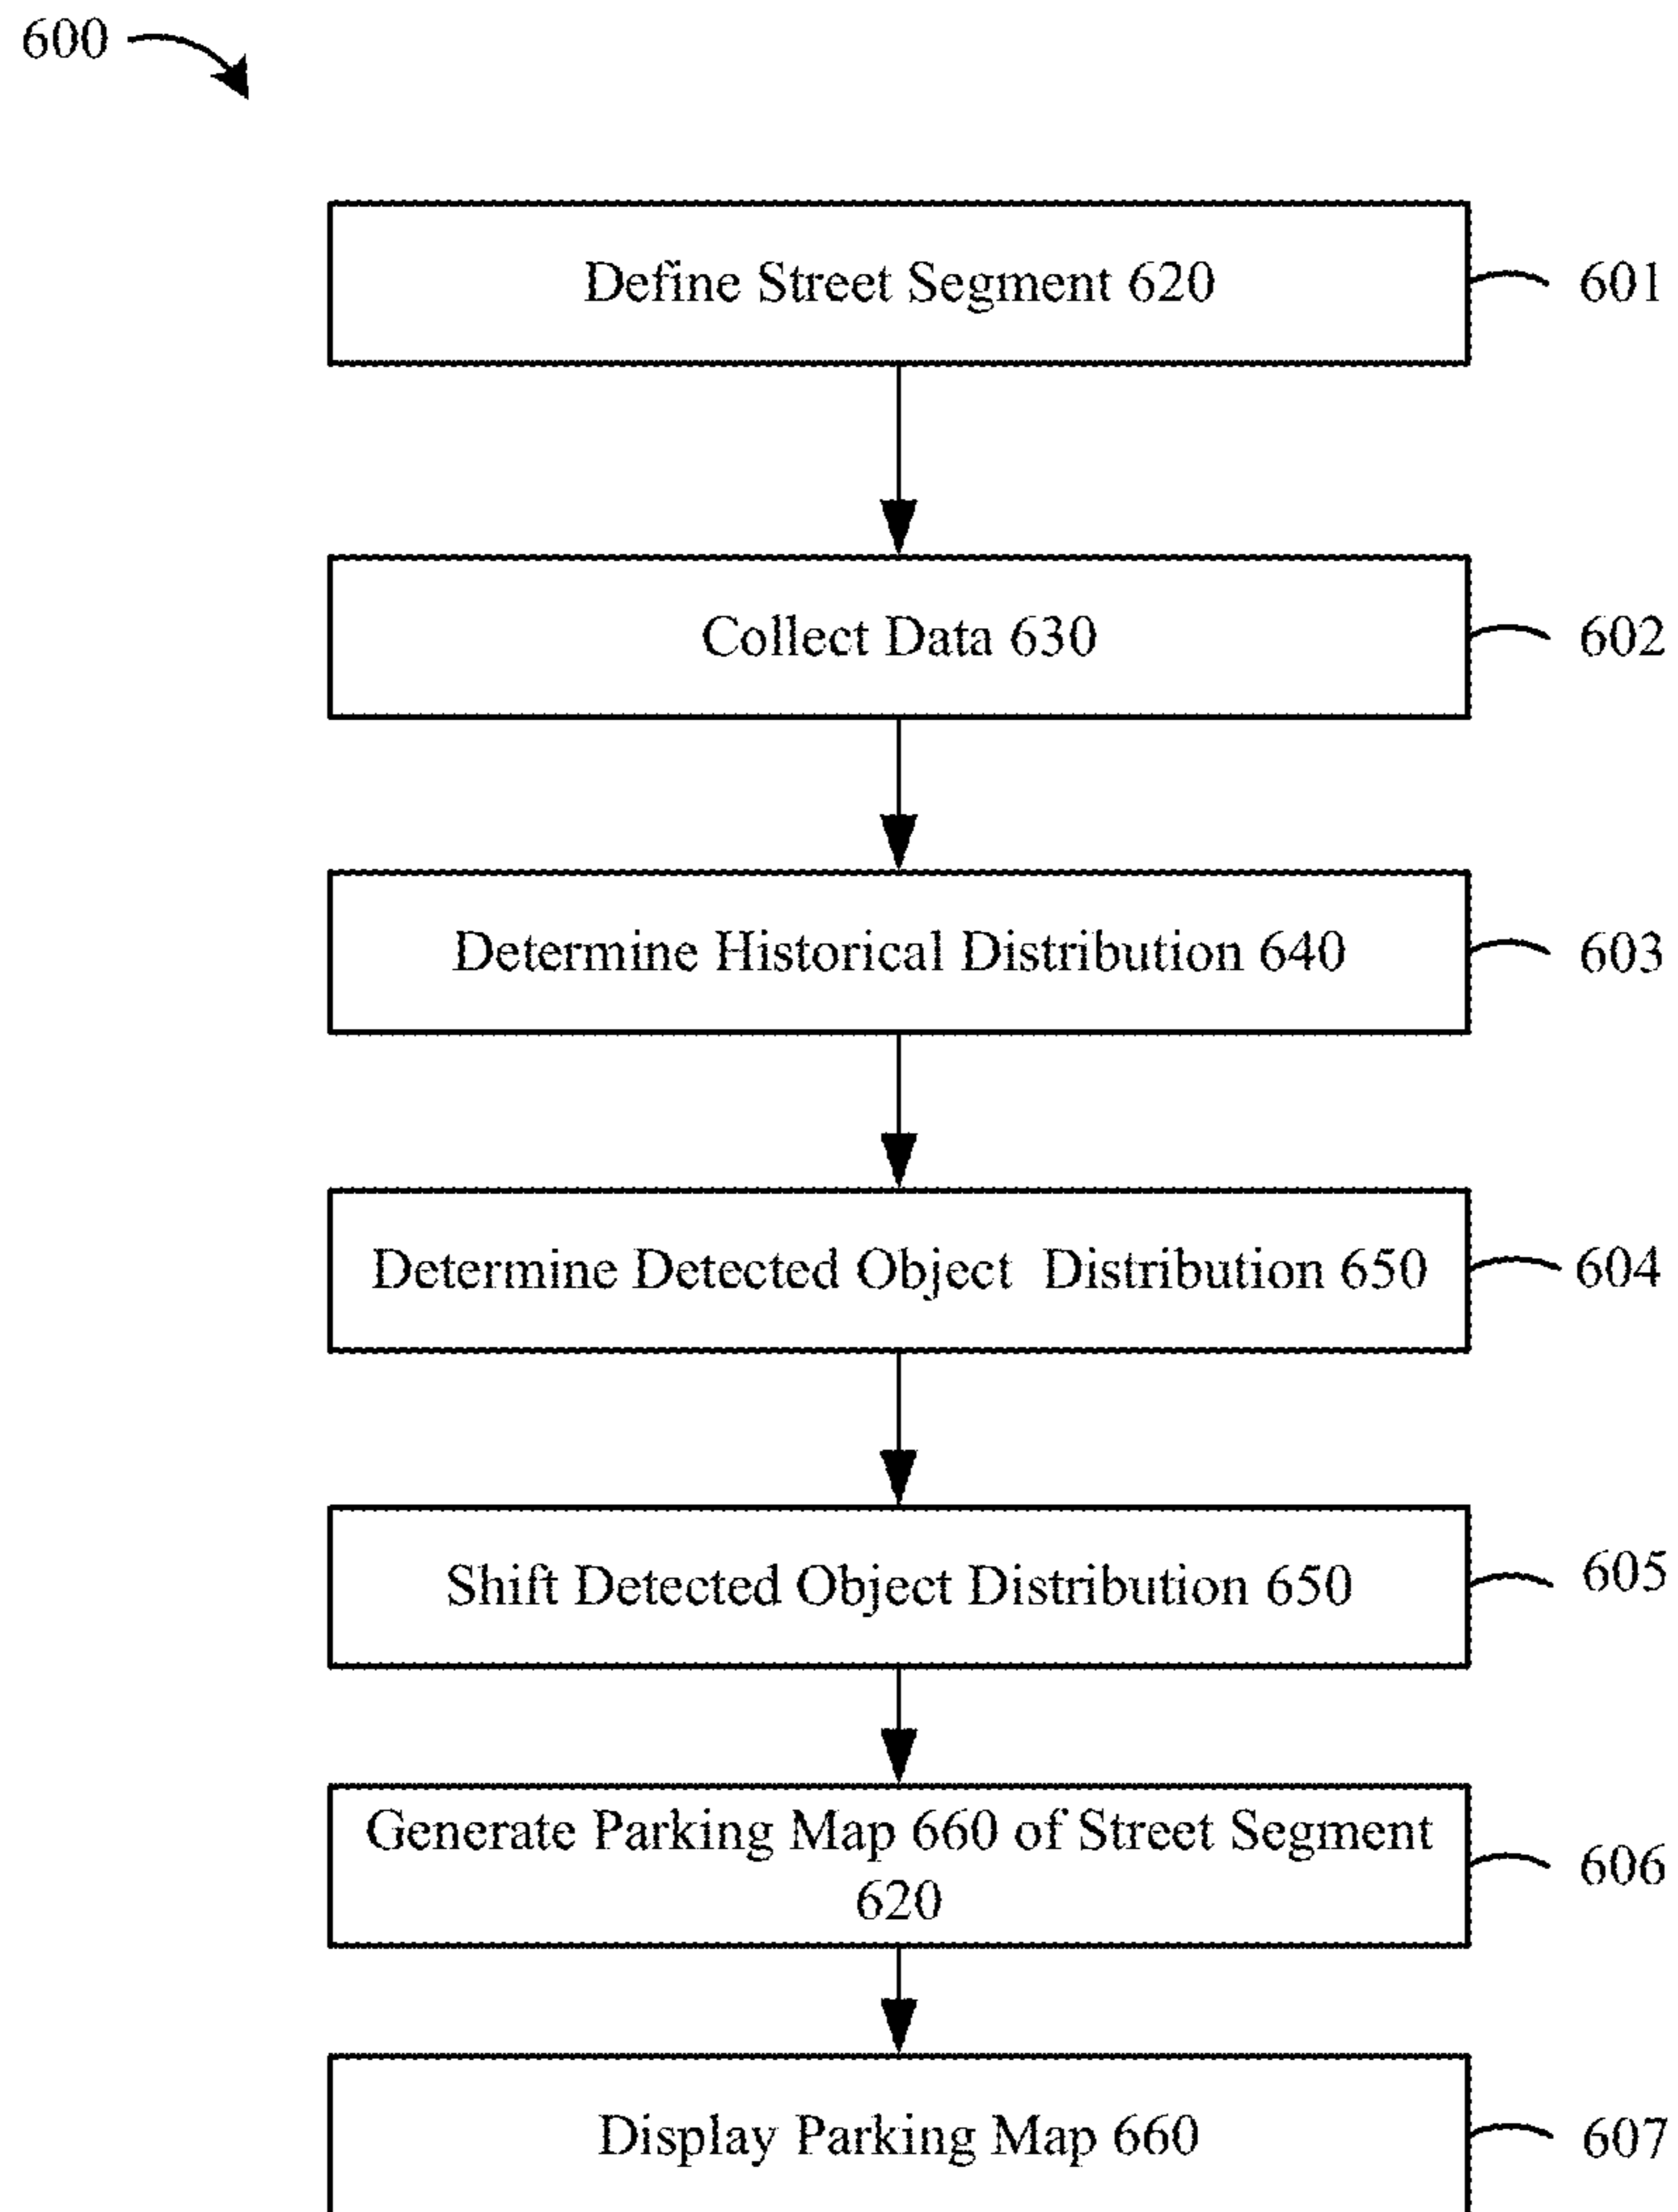 600
Define Street Segment 620
601
Collect Data 630
602
Determine Historical Distribution 640
603
Determine Detected Object Distribution 650
604
Shift Detected Object Distribution 650
605
Generate Parking Map 660 of Street Segment
620
606
Display Parking Map 660
607